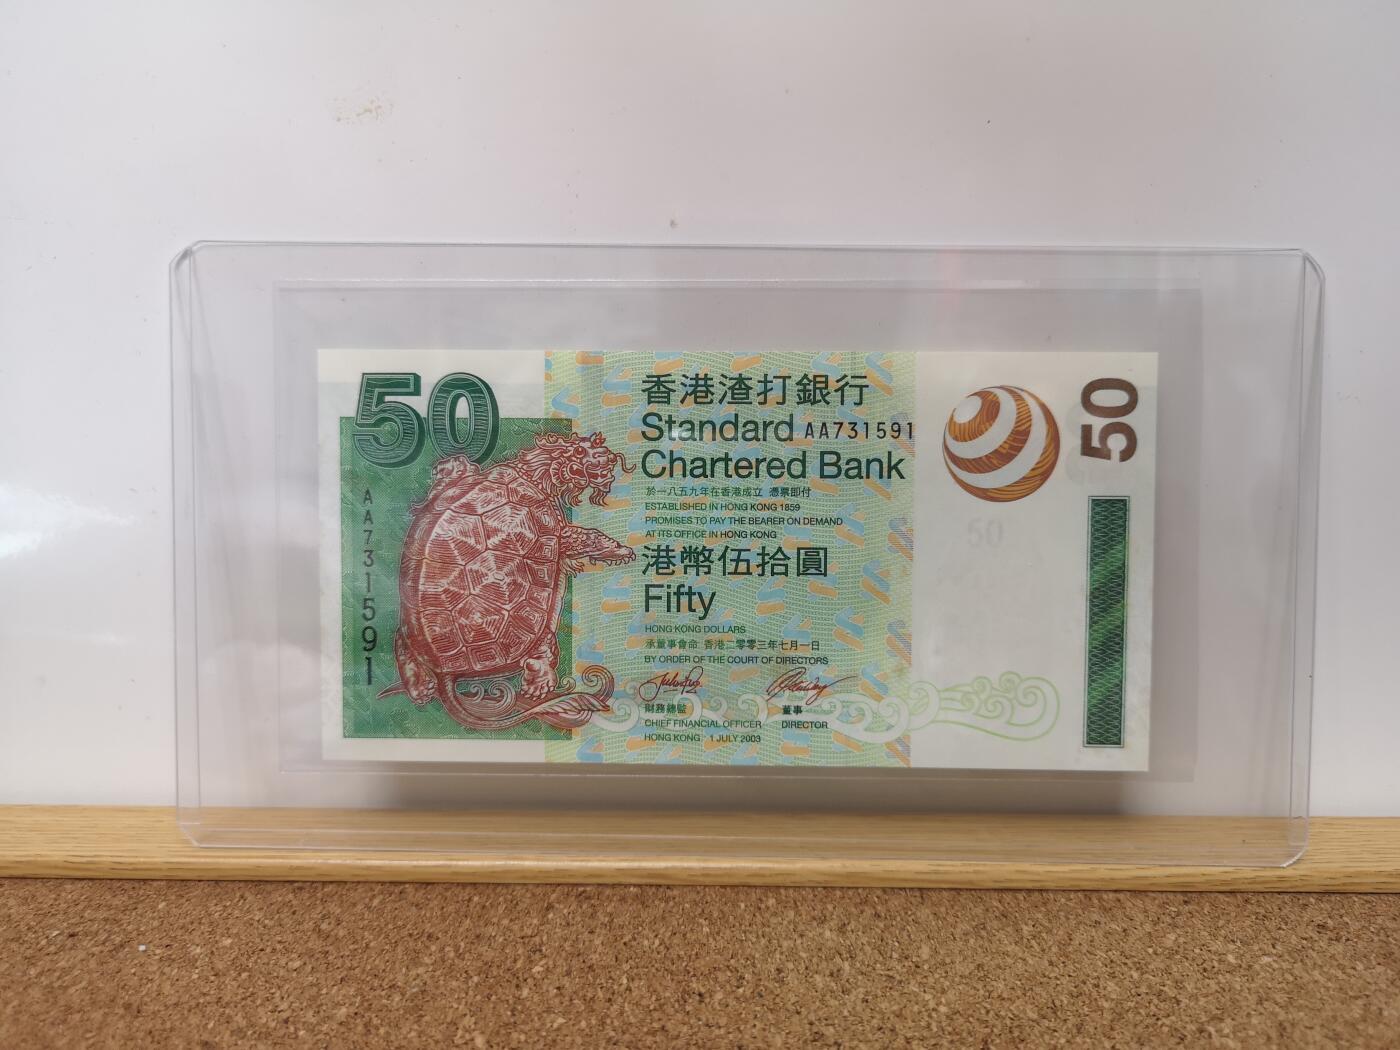 50
香港渣打銀行
Standard AA731591
Chartered Bank
於一八五九年在香港成立 憑票即付
ESTABLISHED IN HONG KONG 1859
PROMISES TO PAY THE BEARER ON DEMAND
AT ITS OFFICE IN HONG KONG
港幣伍拾圓
Fifty
HONG KONG DOLLARS
承董事會命 香港二零零三年七月一日
BY ORDER OF THE COURT OF DIRECTORS
財務總監 董事
CHIEF FINANCIAL OFFICER DIRECTOR
HONG KONG 1 JULY 2003
AA731591
50
50